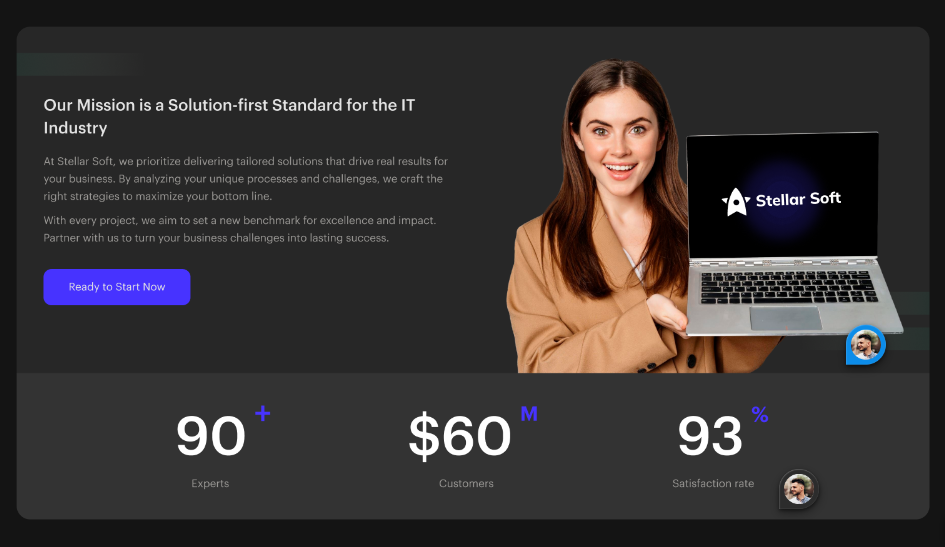 Our Mission is a Solution-first Standard for the IT
Industry
At Stellar Soft, we prioritize delivering tailored solutions that drive real results for
your business. By analyzing your unique processes and challenges, we craft the
right strategies to maximize your bottom line.
With every project, we aim to set a new benchmark for excellence and impact.
Partner with us to turn your business challenges into lasting success.
Ready to Start Now
Stellar Soft
90+
Experts
$60M
Customers
93%
Satisfaction rate